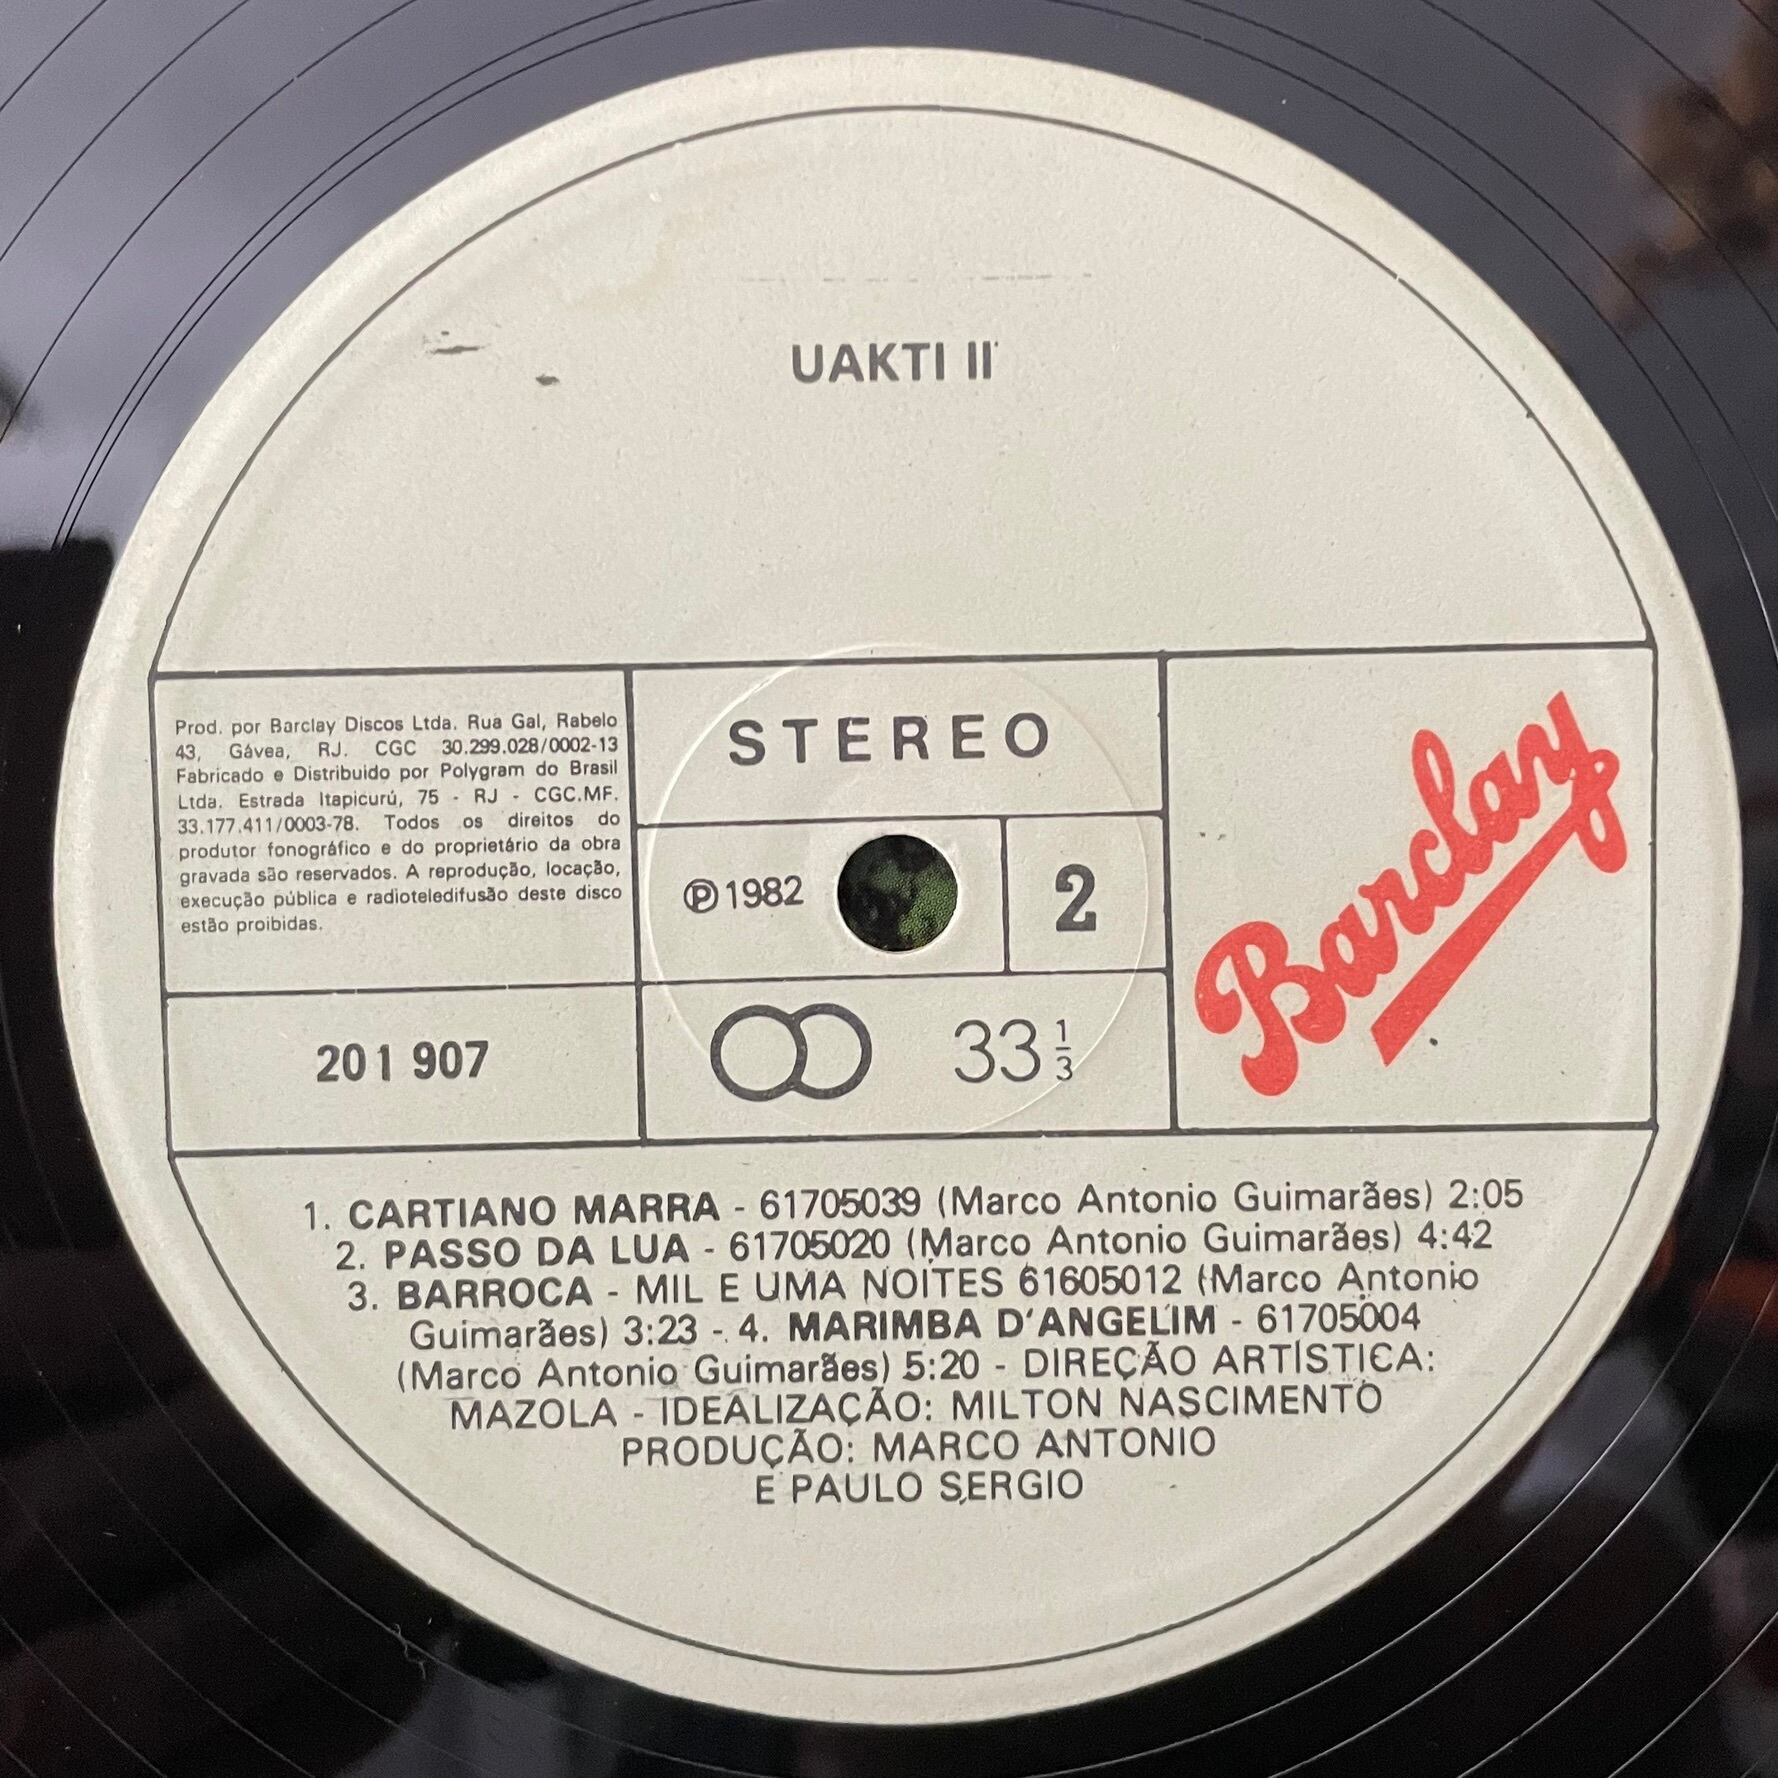 UAKTI II
Prod. por Barclay Discos Ltda. Rua Gal, Rabelo
43, Gávea, RJ. CGC 30.299.028/0002-13
Fabricado e Distribuido por Polygram do Brasil
Ltda. Estrada Itapicurú, 75 - RJ - CGC.MF.
33.177.411/0003-78. Todos os direitos do
produtor fonográfico e do proprietário da obra
gravada são reservados. A reprodução, locação,
execução pública e radioteledifusão deste disco
estão proibidas.
STEREO
℗1982
2
Barclay
201 907
33 1/3
1. CARTIANO MARRA - 61705039 (Marco Antonio Guimarães) 2:05
2. PASSO DA LUA - 61705020 (Marco Antonio Guimarães) 4:42
3. BARROCA - MIL E UMA NOITES 61605012 (Marco Antonio
Guimarães) 3:23 - 4. MARIMBA D'ANGELIM - 61705004
(Marco Antonio Guimarães) 5:20 - DIREÇÃO ARTÍSTICA:
MAZOLA - IDEALIZAÇÃO: MILTON NASCIMENTO
PRODUÇÃO: MARCO ANTONIO
E PAULO SERGIO